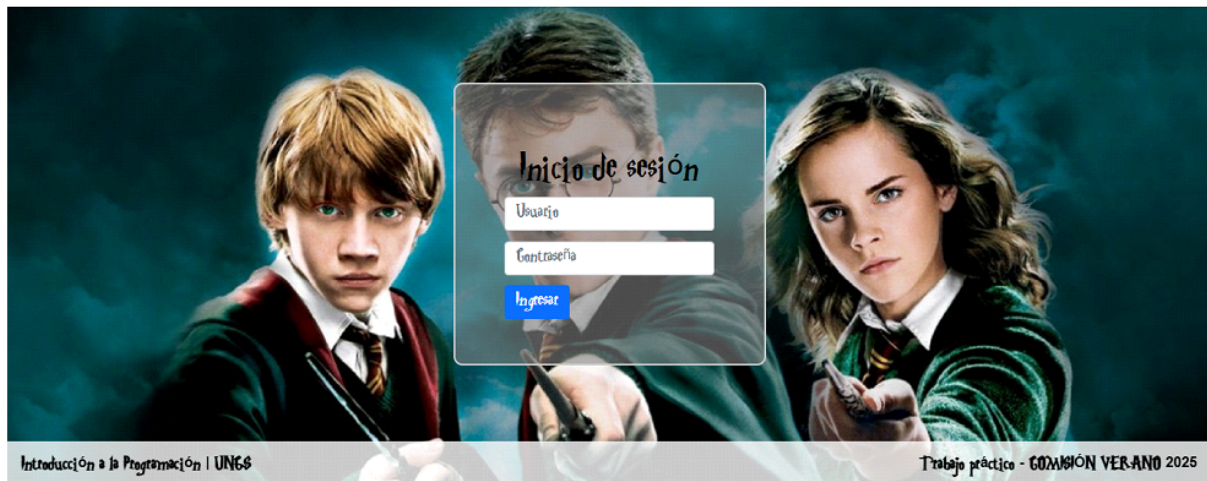 Inicio de sesión
Usuario
Contraseña
Ingresar
Introducción a la Programación | UNGS
Trabajo práctico - COMISIÓN VERANO 2025